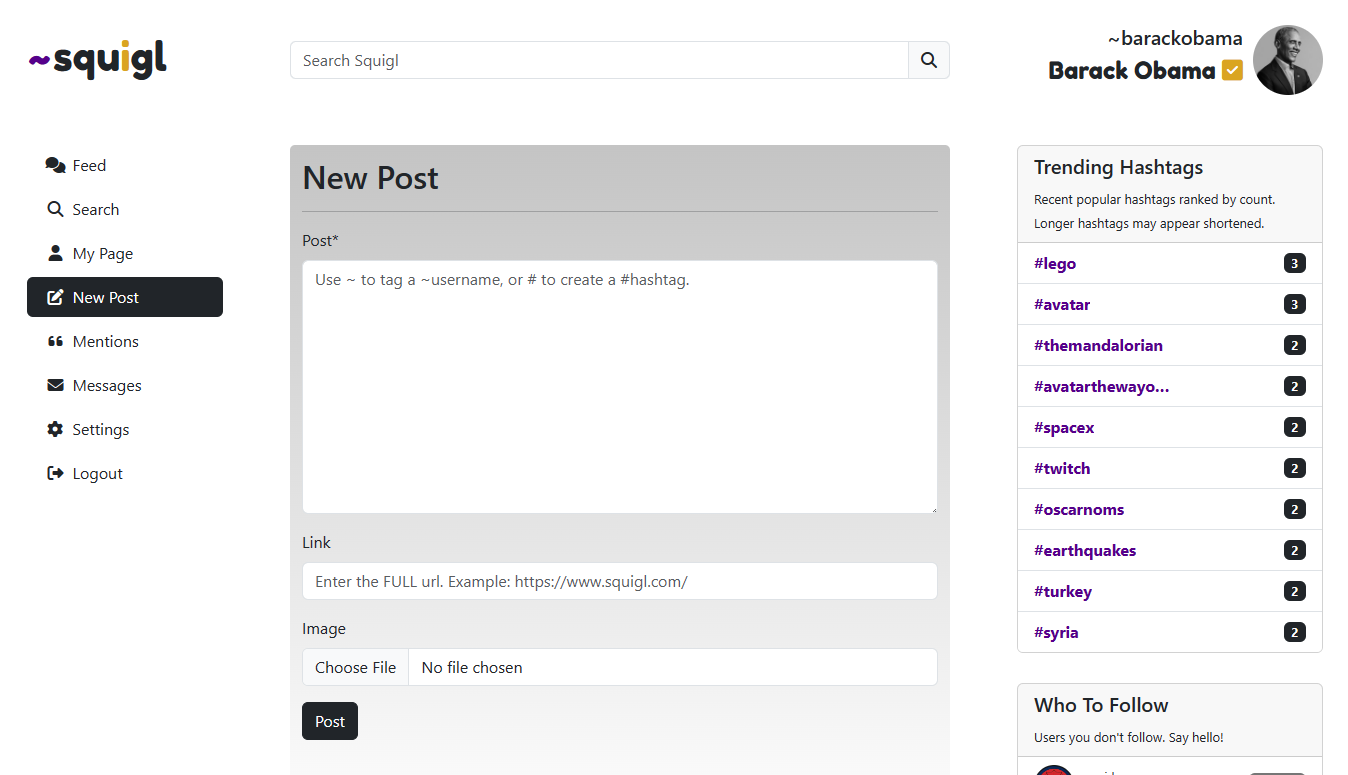 ~squigl
Search Squigl
~barackobama
Barack Obama
Feed
Search
My Page
New Post
Mentions
Messages
Settings
Logout
New Post
Post*
Use ~ to tag a ~username, or # to create a #hashtag.
Link
Enter the FULL url. Example: https://www.squigl.com/
Image
Choose File No file chosen
Post
Trending Hashtags
Recent popular hashtags ranked by count.
Longer hashtags may appear shortened.
#lego 3
#avatar 3
#themandalorian 2
#avatarthewayo... 2
#spacex 2
#twitch 2
#oscarnoms 2
#earthquakes 2
#turkey 2
#syria 2
Who To Follow
Users you don't follow. Say hello!